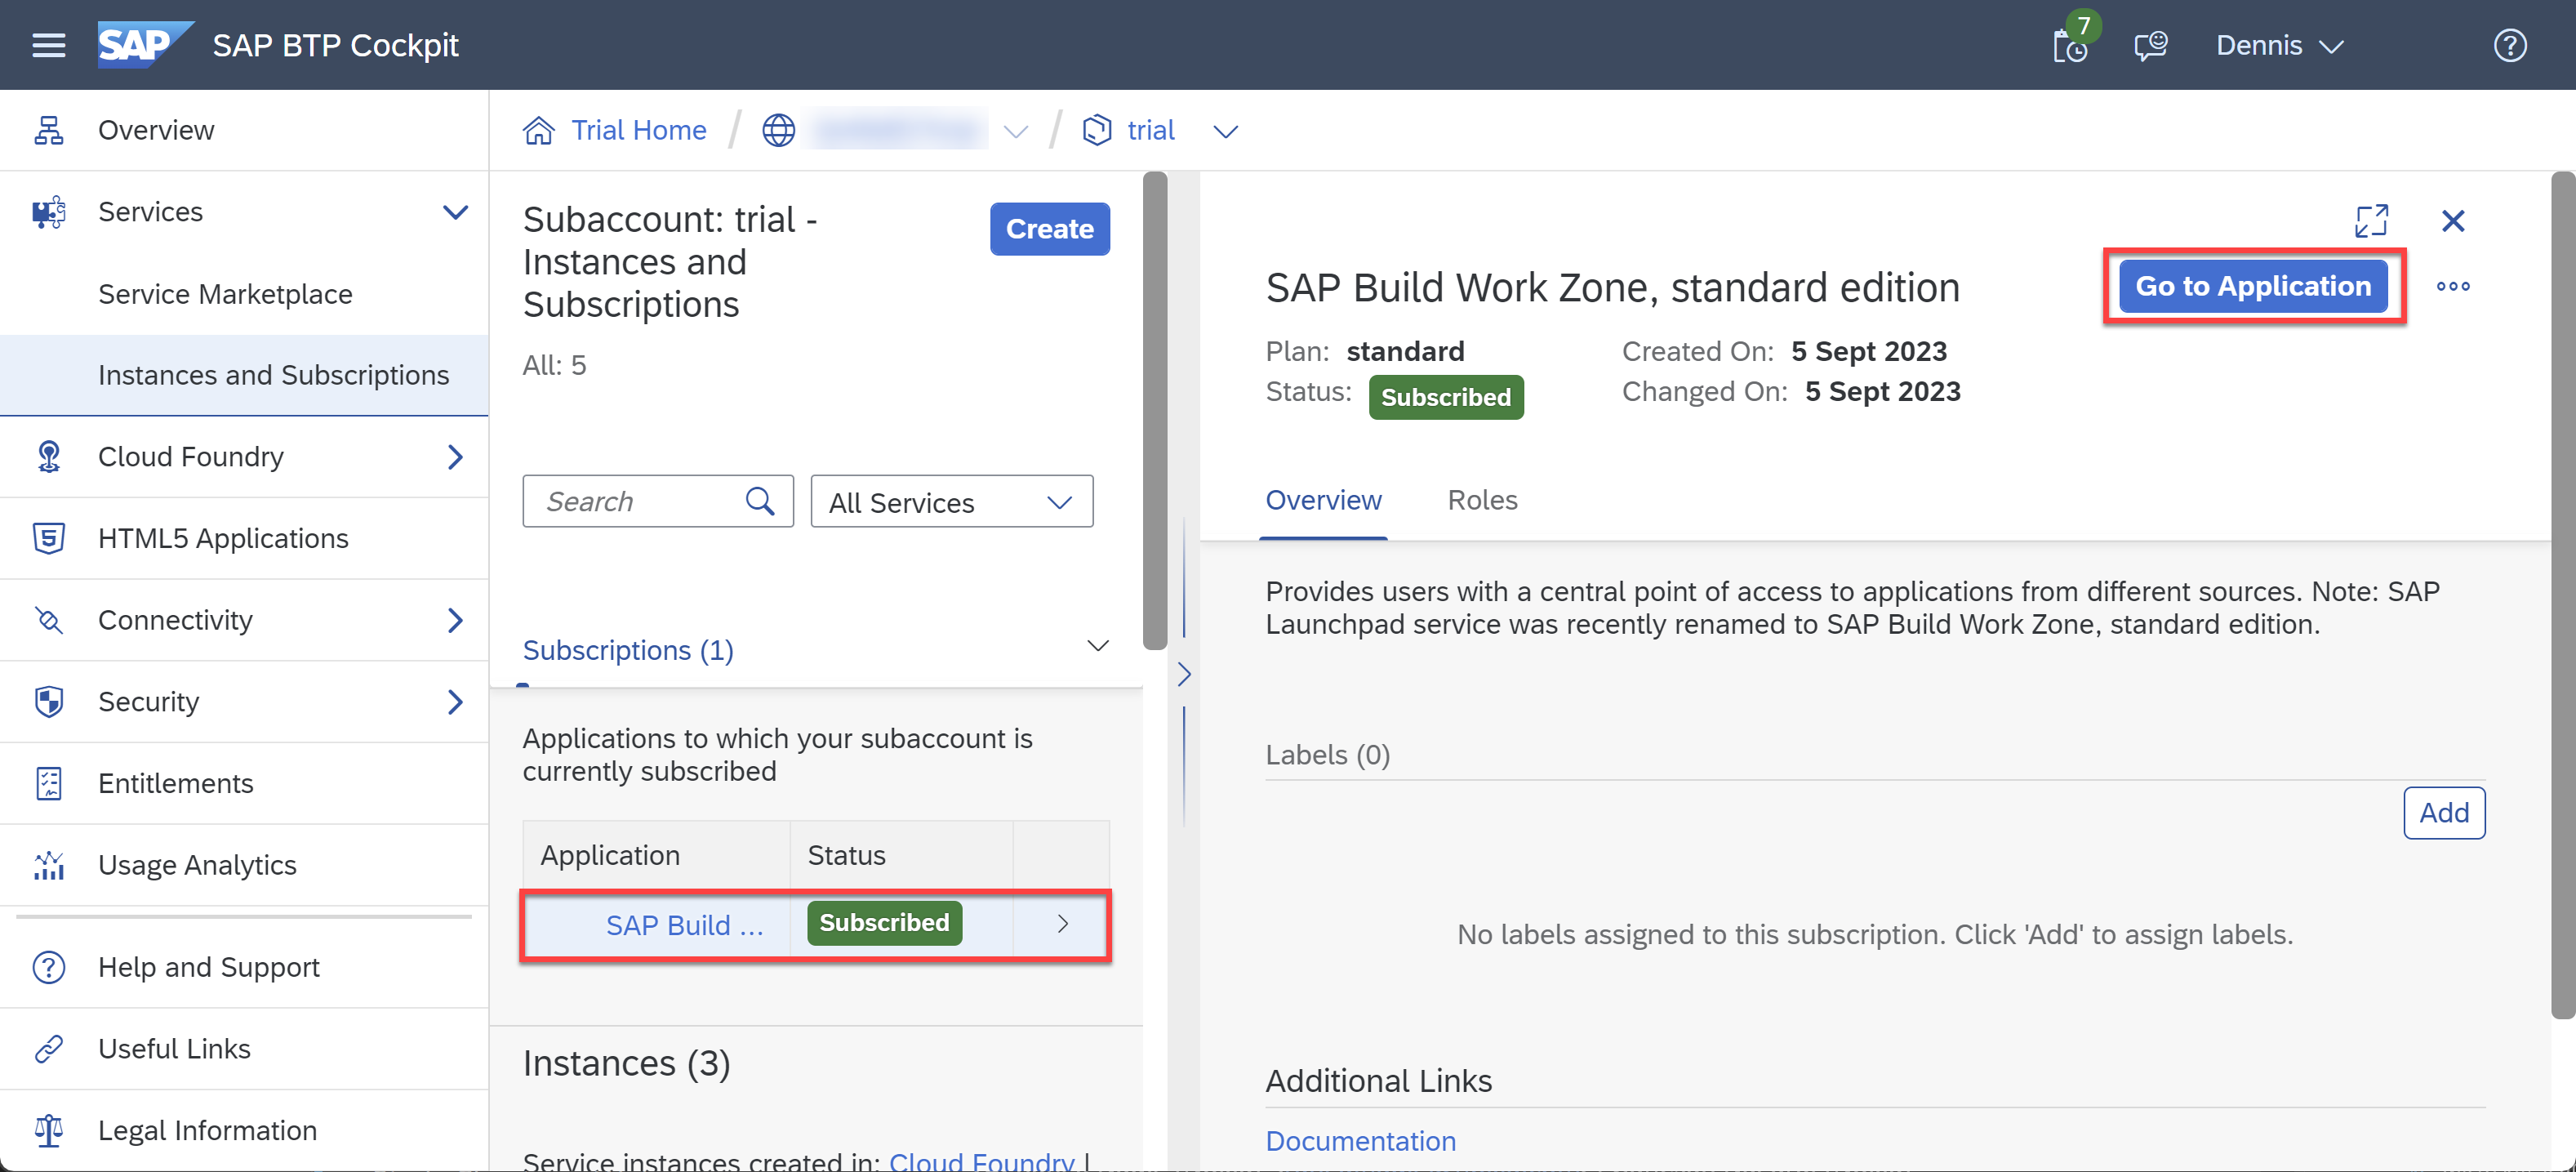 SAP
SAP BTP Cockpit
7
Dennis
Overview
Services
Service Marketplace
Instances and Subscriptions
Cloud Foundry
HTML5 Applications
Connectivity
Security
Entitlements
Usage Analytics
Help and Support
Useful Links
Legal Information
Trial Home / / trial
Subaccount: trial -
Instances and
Subscriptions
Create
All: 5
Search
All Services
Subscriptions (1)
Applications to which your subaccount is
currently subscribed
Application Status
SAP Build ... Subscribed
Instances (3)
Service instances created in: Cloud Foundry |
SAP Build Work Zone, standard edition
Go to Application
Plan: standard
Status: Subscribed
Created On: 5 Sept 2023
Changed On: 5 Sept 2023
Overview Roles
Provides users with a central point of access to applications from different sources. Note: SAP
Launchpad service was recently renamed to SAP Build Work Zone, standard edition.
Labels (0)
Add
No labels assigned to this subscription. Click 'Add' to assign labels.
Additional Links
Documentation